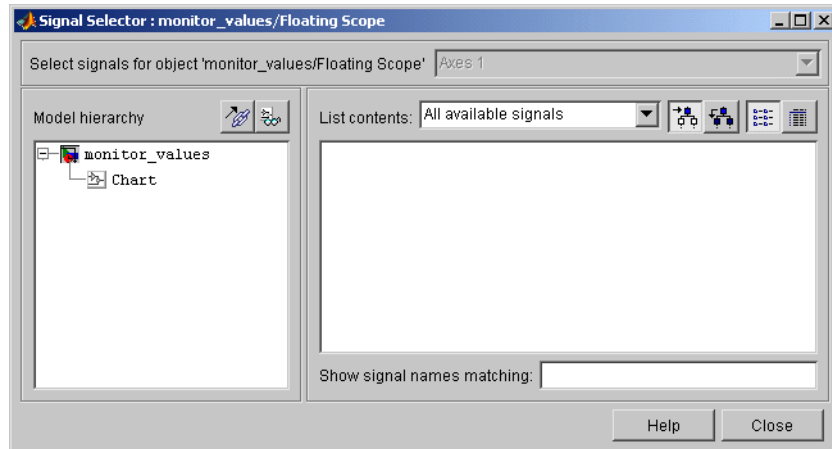 Signal Selector : monitor_values/Floating Scope
Select signals for object 'monitor_values/Floating Scope' Axes 1
Model hierarchy
List contents: All available signals
monitor_values
Chart
Show signal names matching:
Help Close